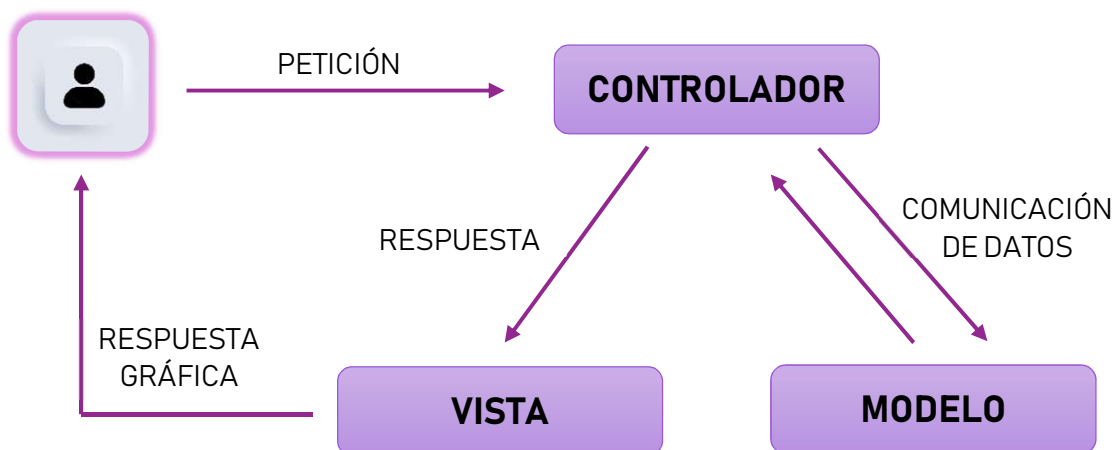 PETICIÓN
CONTROLADOR
RESPUESTA
COMUNICACIÓN
DE DATOS
RESPUESTA
GRÁFICA
VISTA
MODELO